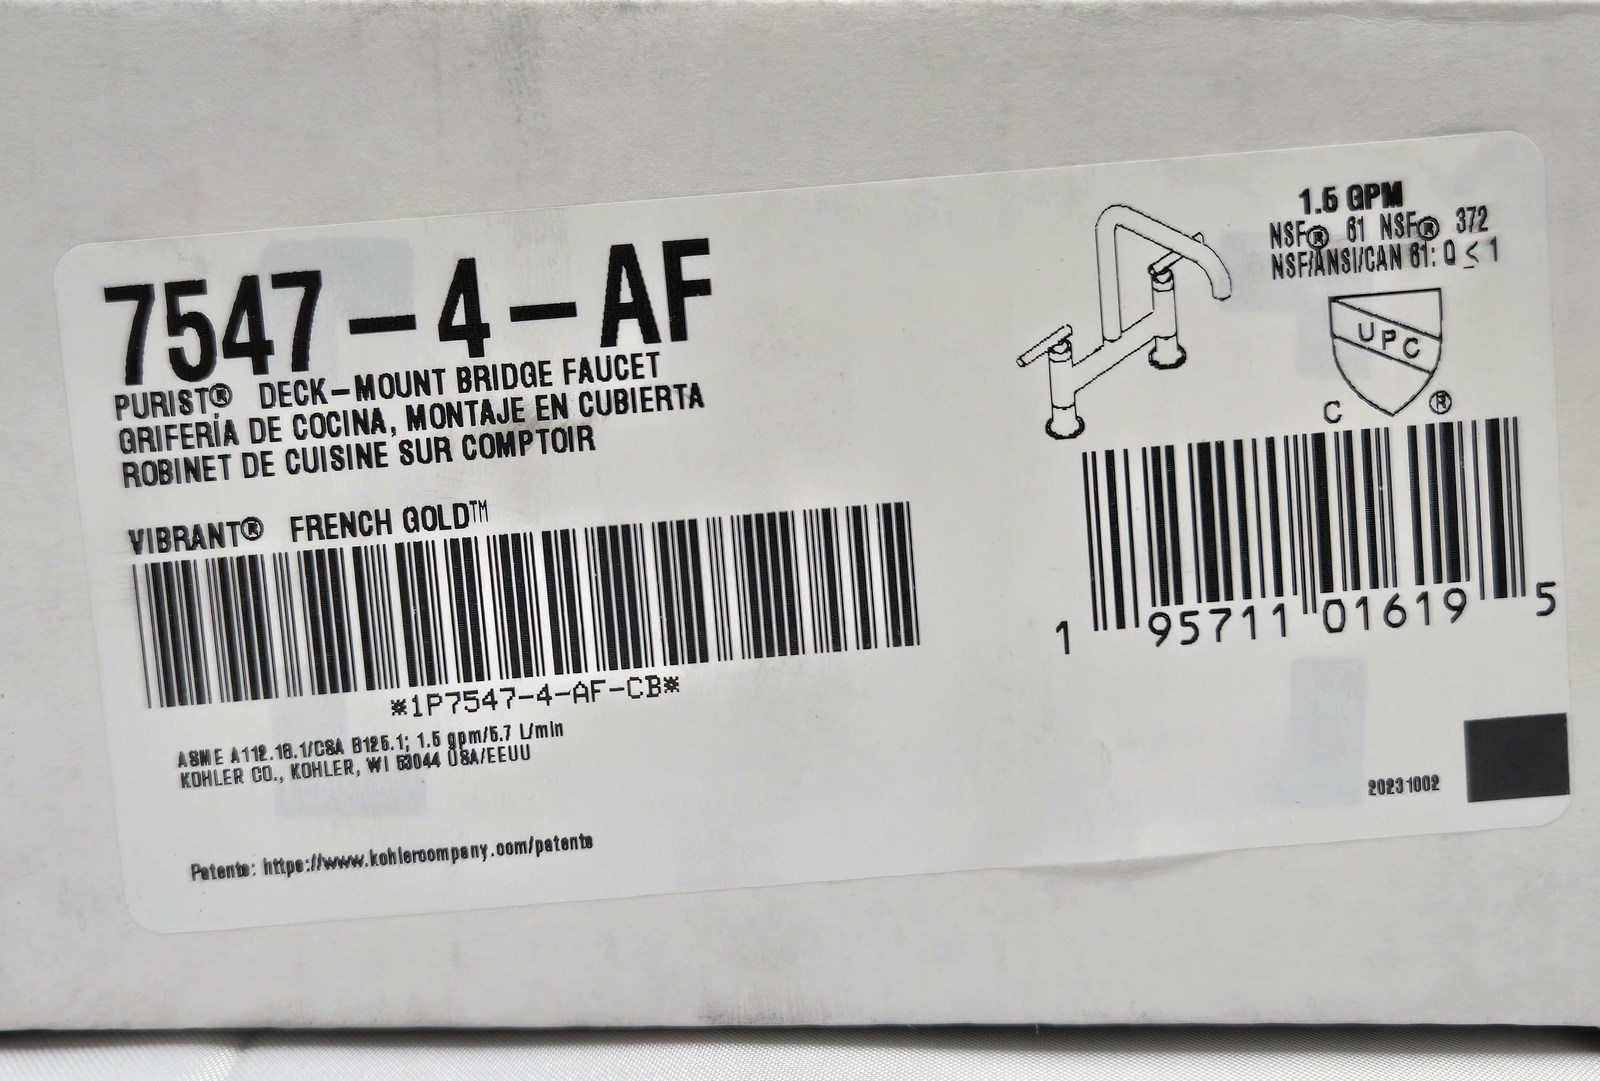 7547-4-AF
PURIST® DECK-MOUNT BRIDGE FAUCET
GRIFERÍA DE COCINA, MONTAJE EN CUBIERTA
ROBINET DE CUISINE SUR COMPTOIR
VIBRANT® FRENCH GOLD™
*1P7547-4-AF-CB*
ASME A112.18.1/CSA B125.1; 1.5 gpm/5.7 L/min
KOHLER CO., KOHLER, WI 53044 USA/EEUU
Patents: https://www.kohlercompany.com/patents
1.5 GPM
NSF® 61 NSF® 372
NSF/ANSI/CAN 61: Q ≤ 1
UPC
C ®
1 95711 01619 5
20231002